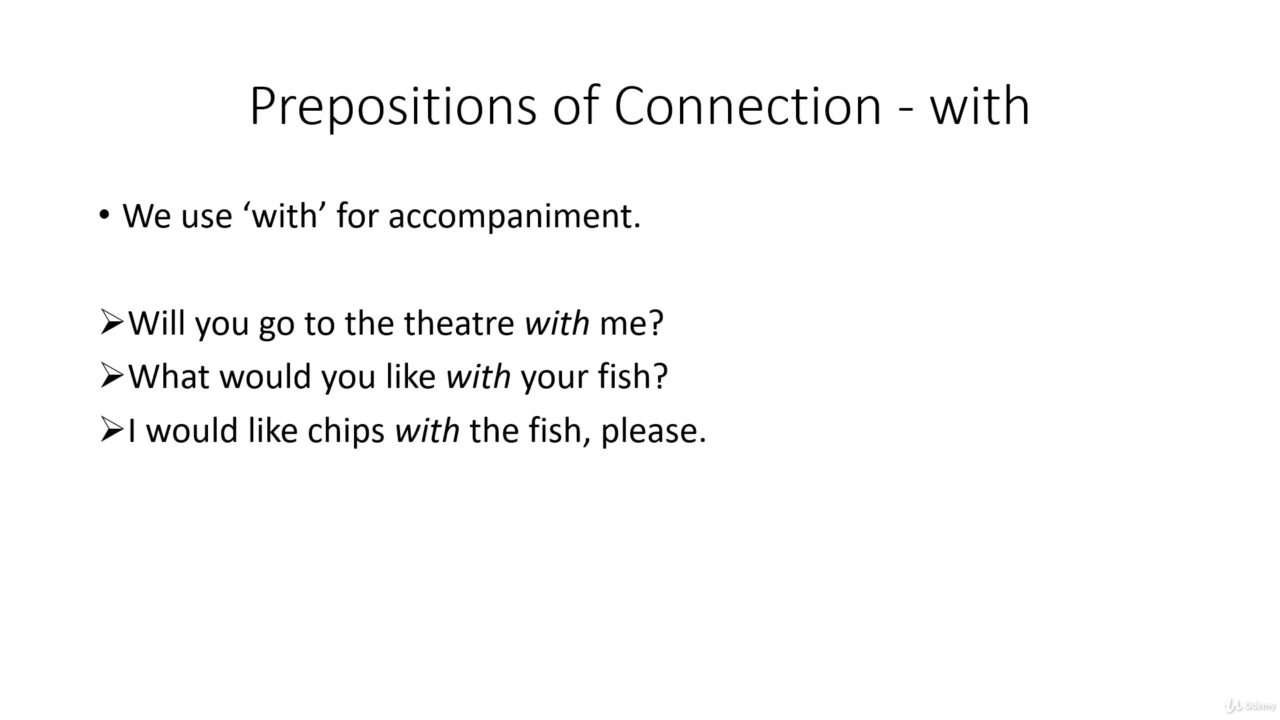 Prepositions of Connection - with
• We use ‘with’ for accompaniment.
➢Will you go to the theatre with me?
➢What would you like with your fish?
➢I would like chips with the fish, please.
Udemy